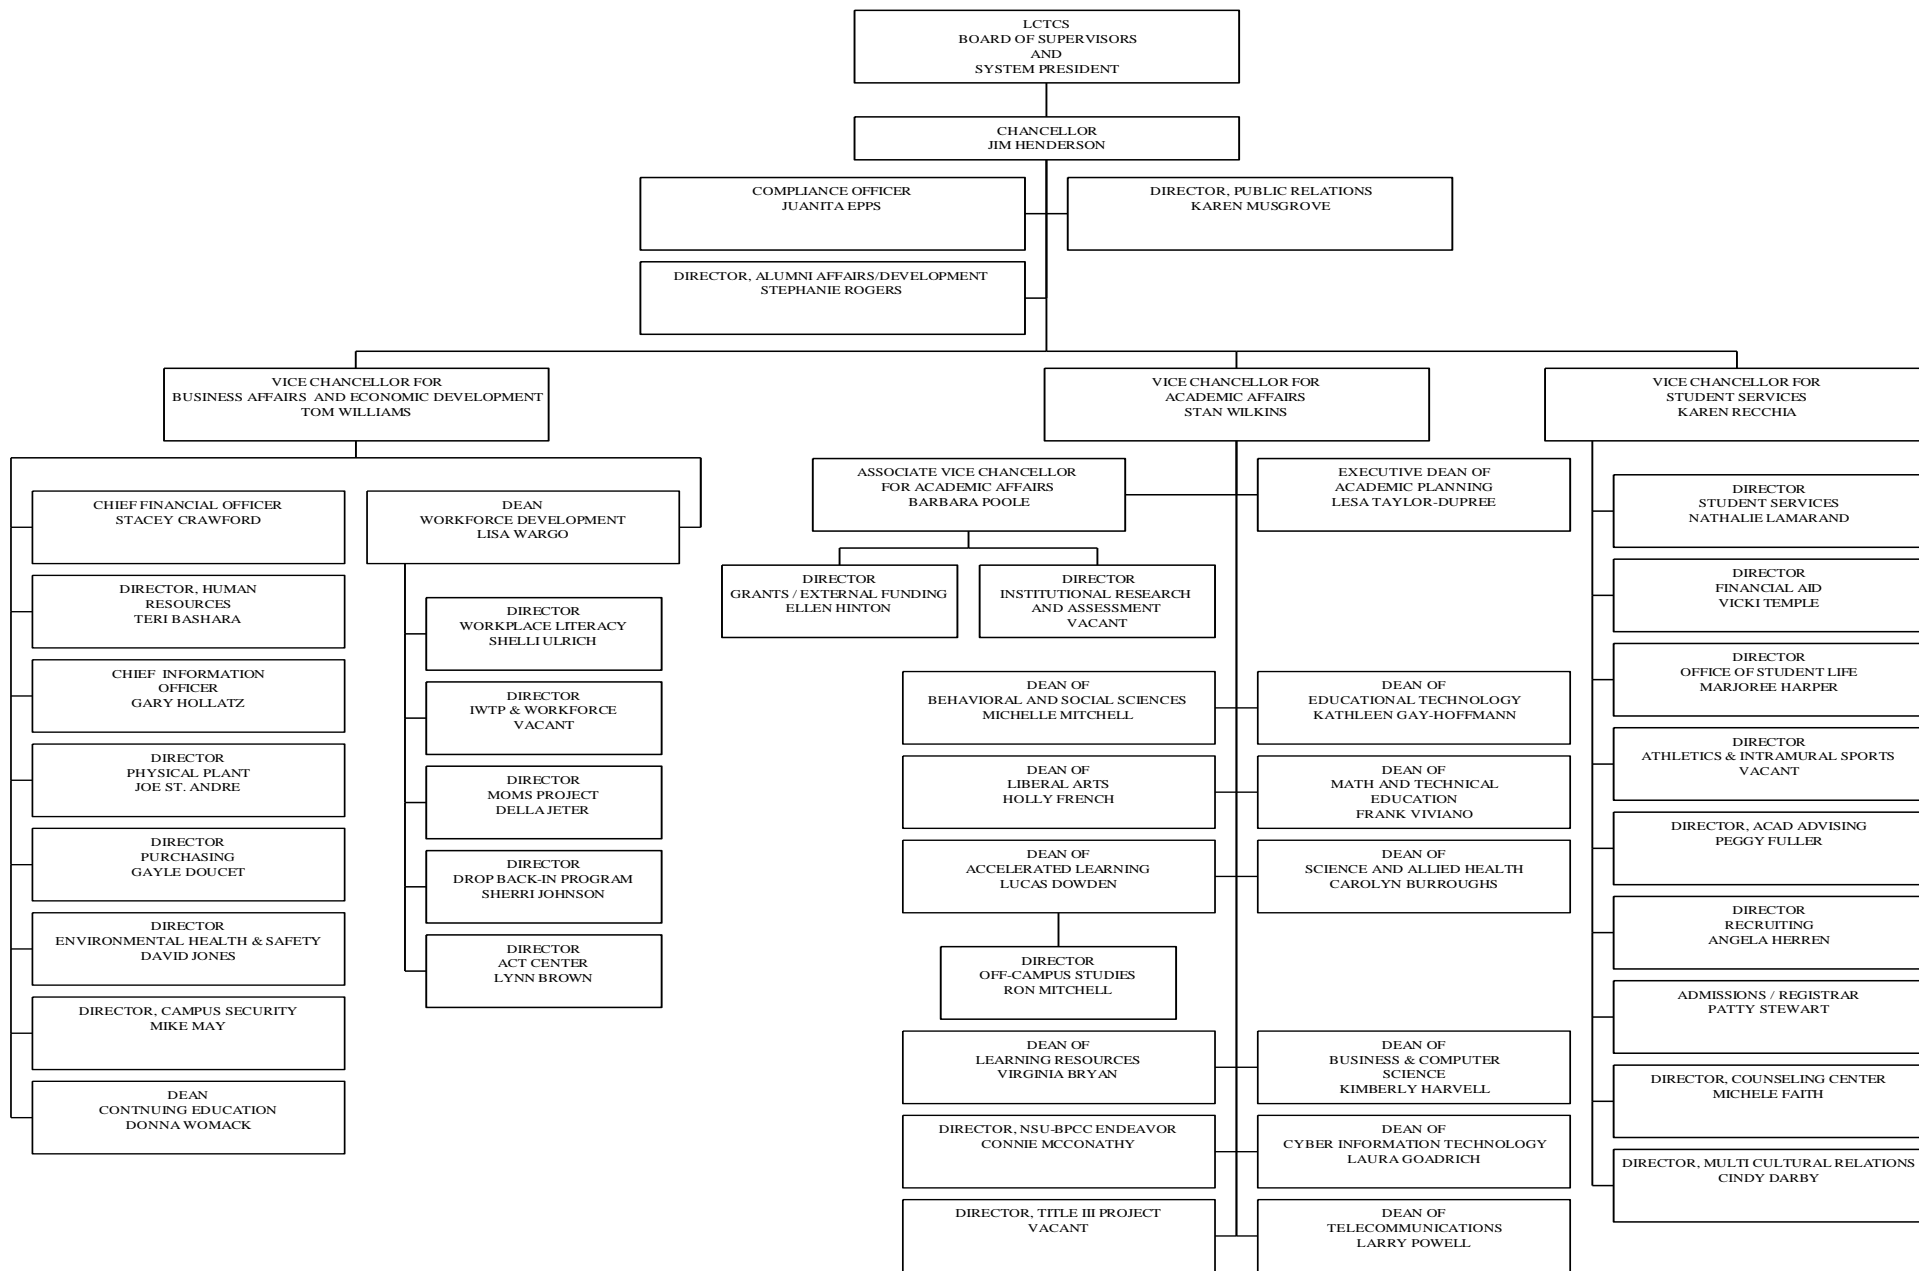 LCTCS
BOARD OF SUPERVISORS
AND
SYSTEM PRESIDENT
CHANCELLOR
JIM HENDERSON
COMPLIANCE OFFICER
JUANITA EPPS
DIRECTOR, PUBLIC RELATIONS
KAREN MUSGROVE
DIRECTOR, ALUMNI AFFAIRS/DEVELOPMENT
STEPHANIE ROGERS
VICE CHANCELLOR FOR
BUSINESS AFFAIRS AND ECONOMIC DEVELOPMENT
TOM WILLIAMS
CHIEF FINANCIAL OFFICER
STACEY CRAWFORD
DIRECTOR, HUMAN
RESOURCES
TERI BASHARA
CHIEF INFORMATION
OFFICER
GARY HOLLATZ
DIRECTOR
PHYSICAL PLANT
JOE ST. ANDRE
DIRECTOR
PURCHASING
GAYLE DOUCET
DIRECTOR
ENVIRONMENTAL HEALTH & SAFETY
DAVID JONES
DIRECTOR, CAMPUS SECURITY
MIKE MAY
DEAN
CONTNUING EDUCATION
DONNA WOMACK
DEAN
WORKFORCE DEVELOPMENT
LISA WARGO
DIRECTOR
WORKPLACE LITERACY
SHELLI ULRICH
DIRECTOR
IWTP & WORKFORCE
VACANT
DIRECTOR
MOMS PROJECT
DELLA JETER
DIRECTOR
DROP BACK-IN PROGRAM
SHERRI JOHNSON
DIRECTOR
ACT CENTER
LYNN BROWN
VICE CHANCELLOR FOR
ACADEMIC AFFAIRS
STAN WILKINS
ASSOCIATE VICE CHANCELLOR
FOR ACADEMIC AFFAIRS
BARBARA POOLE
EXECUTIVE DEAN OF
ACADEMIC PLANNING
LESA TAYLOR-DUPREE
DIRECTOR
GRANTS / EXTERNAL FUNDING
ELLEN HINTON
DIRECTOR
INSTITUTIONAL RESEARCH
AND ASSESSMENT
VACANT
DEAN OF
BEHAVIORAL AND SOCIAL SCIENCES
MICHELLE MITCHELL
DEAN OF
EDUCATIONAL TECHNOLOGY
KATHLEEN GAY-HOFFMANN
DEAN OF
LIBERAL ARTS
HOLLY FRENCH
DEAN OF
MATH AND TECHNICAL
EDUCATION
FRANK VIVIANO
DEAN OF
ACCELERATED LEARNING
LUCAS DOWDEN
DEAN OF
SCIENCE AND ALLIED HEALTH
CAROLYN BURROUGHS
DIRECTOR
OFF-CAMPUS STUDIES
RON MITCHELL
DEAN OF
LEARNING RESOURCES
VIRGINIA BRYAN
DEAN OF
BUSINESS & COMPUTER
SCIENCE
KIMBERLY HARVELL
DIRECTOR, NSU-BPCC ENDEAVOR
CONNIE MCCONATHY
DEAN OF
CYBER INFORMATION TECHNOLOGY
LAURA GOADRICH
DIRECTOR, TITLE III PROJECT
VACANT
DEAN OF
TELECOMMUNICATIONS
LARRY POWELL
VICE CHANCELLOR FOR
STUDENT SERVICES
KAREN RECCHIA
DIRECTOR
STUDENT SERVICES
NATHALIE LAMARAND
DIRECTOR
FINANCIAL AID
VICKI TEMPLE
DIRECTOR
OFFICE OF STUDENT LIFE
MARJOREE HARPER
DIRECTOR
ATHLETICS & INTRAMURAL SPORTS
VACANT
DIRECTOR, ACAD ADVISING
PEGGY FULLER
DIRECTOR
RECRUITING
ANGELA HERREN
ADMISSIONS / REGISTRAR
PATTY STEWART
DIRECTOR, COUNSELING CENTER
MICHELE FAITH
DIRECTOR, MULTI CULTURAL RELATIONS
CINDY DARBY